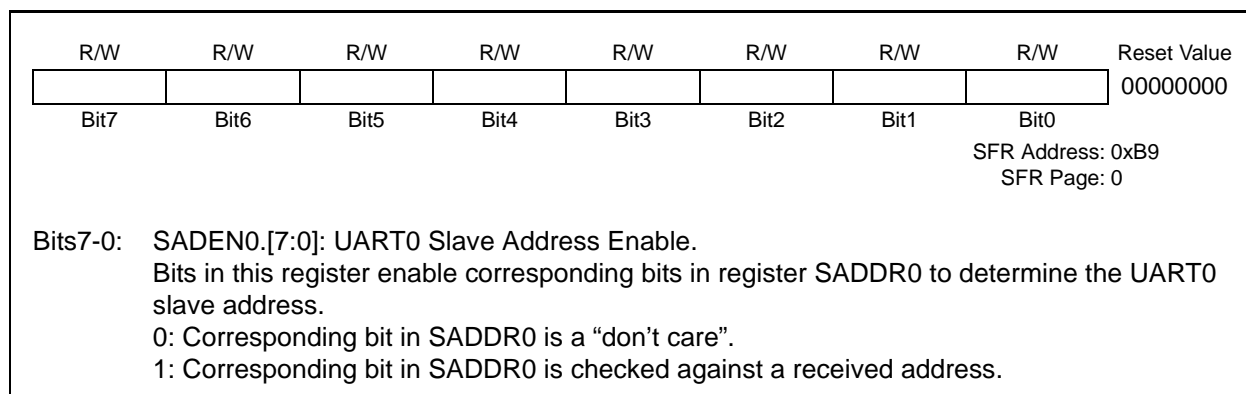 R/W R/W R/W R/W R/W R/W R/W R/W Reset Value
00000000
Bit7 Bit6 Bit5 Bit4 Bit3 Bit2 Bit1 Bit0
SFR Address: 0xB9
SFR Page: 0
Bits7-0: SADEN0.[7:0]: UART0 Slave Address Enable.
Bits in this register enable corresponding bits in register SADDR0 to determine the UART0
slave address.
0: Corresponding bit in SADDR0 is a “don’t care”.
1: Corresponding bit in SADDR0 is checked against a received address.